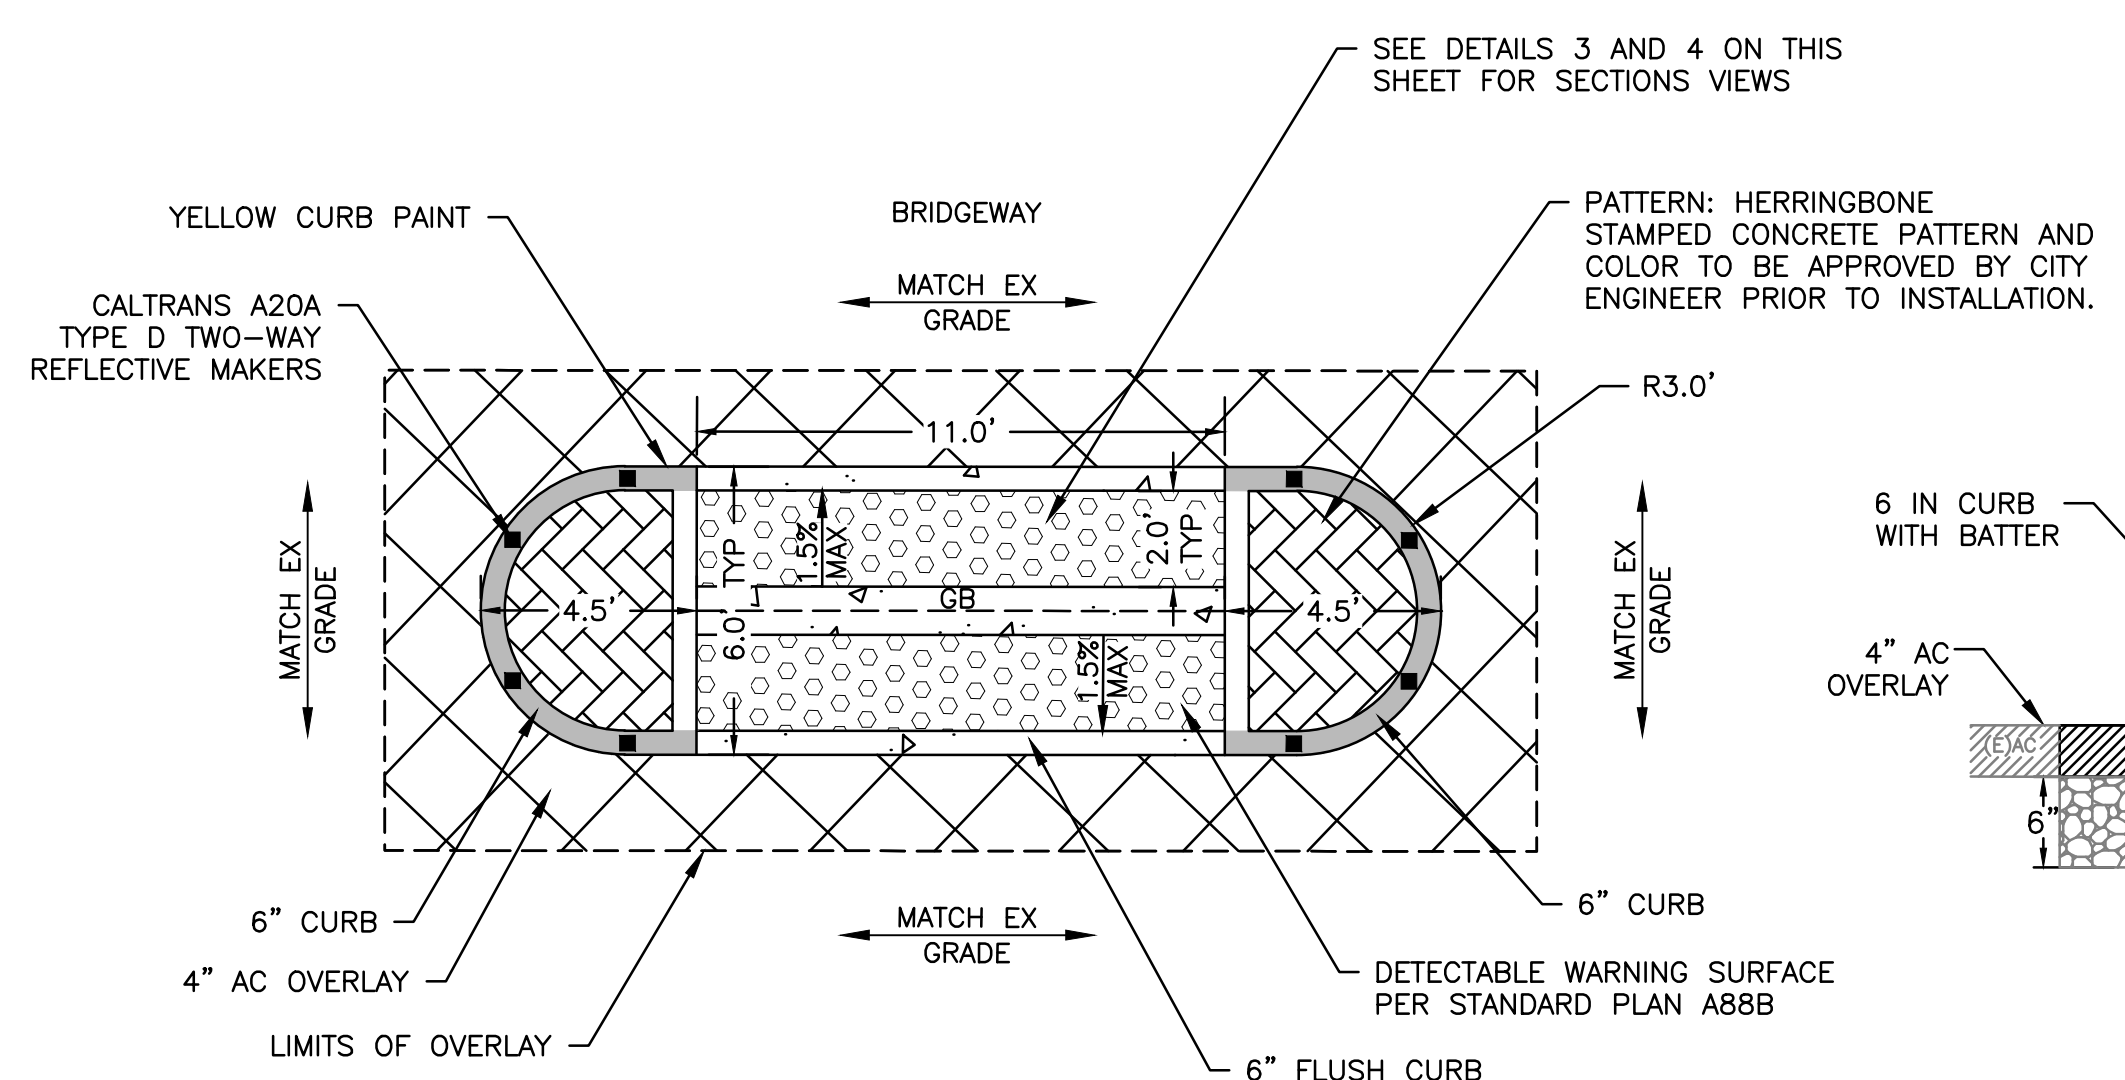 SEE DETAILS 3 AND 4 ON THIS
SHEET FOR SECTIONS VIEWS
YELLOW CURB PAINT
BRIDGEWAY
PATTERN: HERRINGBONE
STAMPED CONCRETE PATTERN AND
COLOR TO BE APPROVED BY CITY
ENGINEER PRIOR TO INSTALLATION.
MATCH EX
GRADE
CALTRANS A20A
TYPE D TWO-WAY
REFLECTIVE MAKERS
R3.0'
11.0'
6 IN CURB
WITH BATTER
MATCH EX
GRADE
6.0' TYP
1.5%
MAX
2.0'
TYP
MATCH EX
GRADE
4.5'
GB
4.5'
1.5%
MAX
4" AC
OVERLAY
(E)AC
6"
6" CURB
MATCH EX
GRADE
6" CURB
4" AC OVERLAY
DETECTABLE WARNING SURFACE
PER STANDARD PLAN A88B
LIMITS OF OVERLAY
6" FLUSH CURB